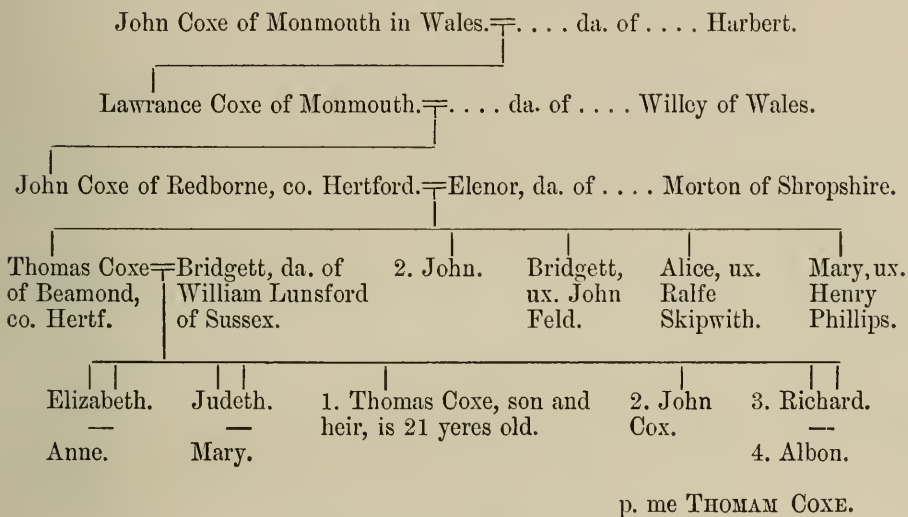 John Coxe of Monmouth in Wales.=. . . . da. of . . . . Harbert.
Lawrance Coxe of Monmouth.=. . . . da. of . . . . Willey of Wales.
John Coxe of Redborne, co. Hertford.=Elenor, da. of . . . . Morton of Shropshire.
Thomas Coxe=Bridgett, da. of 2. John. Bridgett, Alice, ux. Mary, ux.
of Beamond, William Lunsford ux. John Ralfe Henry
co. Hertf. of Sussex. Feld. Skipwith. Phillips.
Elizabeth. Judeth. 1. Thomas Coxe, son and 2. John 3. Richard.
— — heir, is 21 yeres old. Cox. —
Anne. Mary. 4. Albon.
p. me THOMAM COXE.